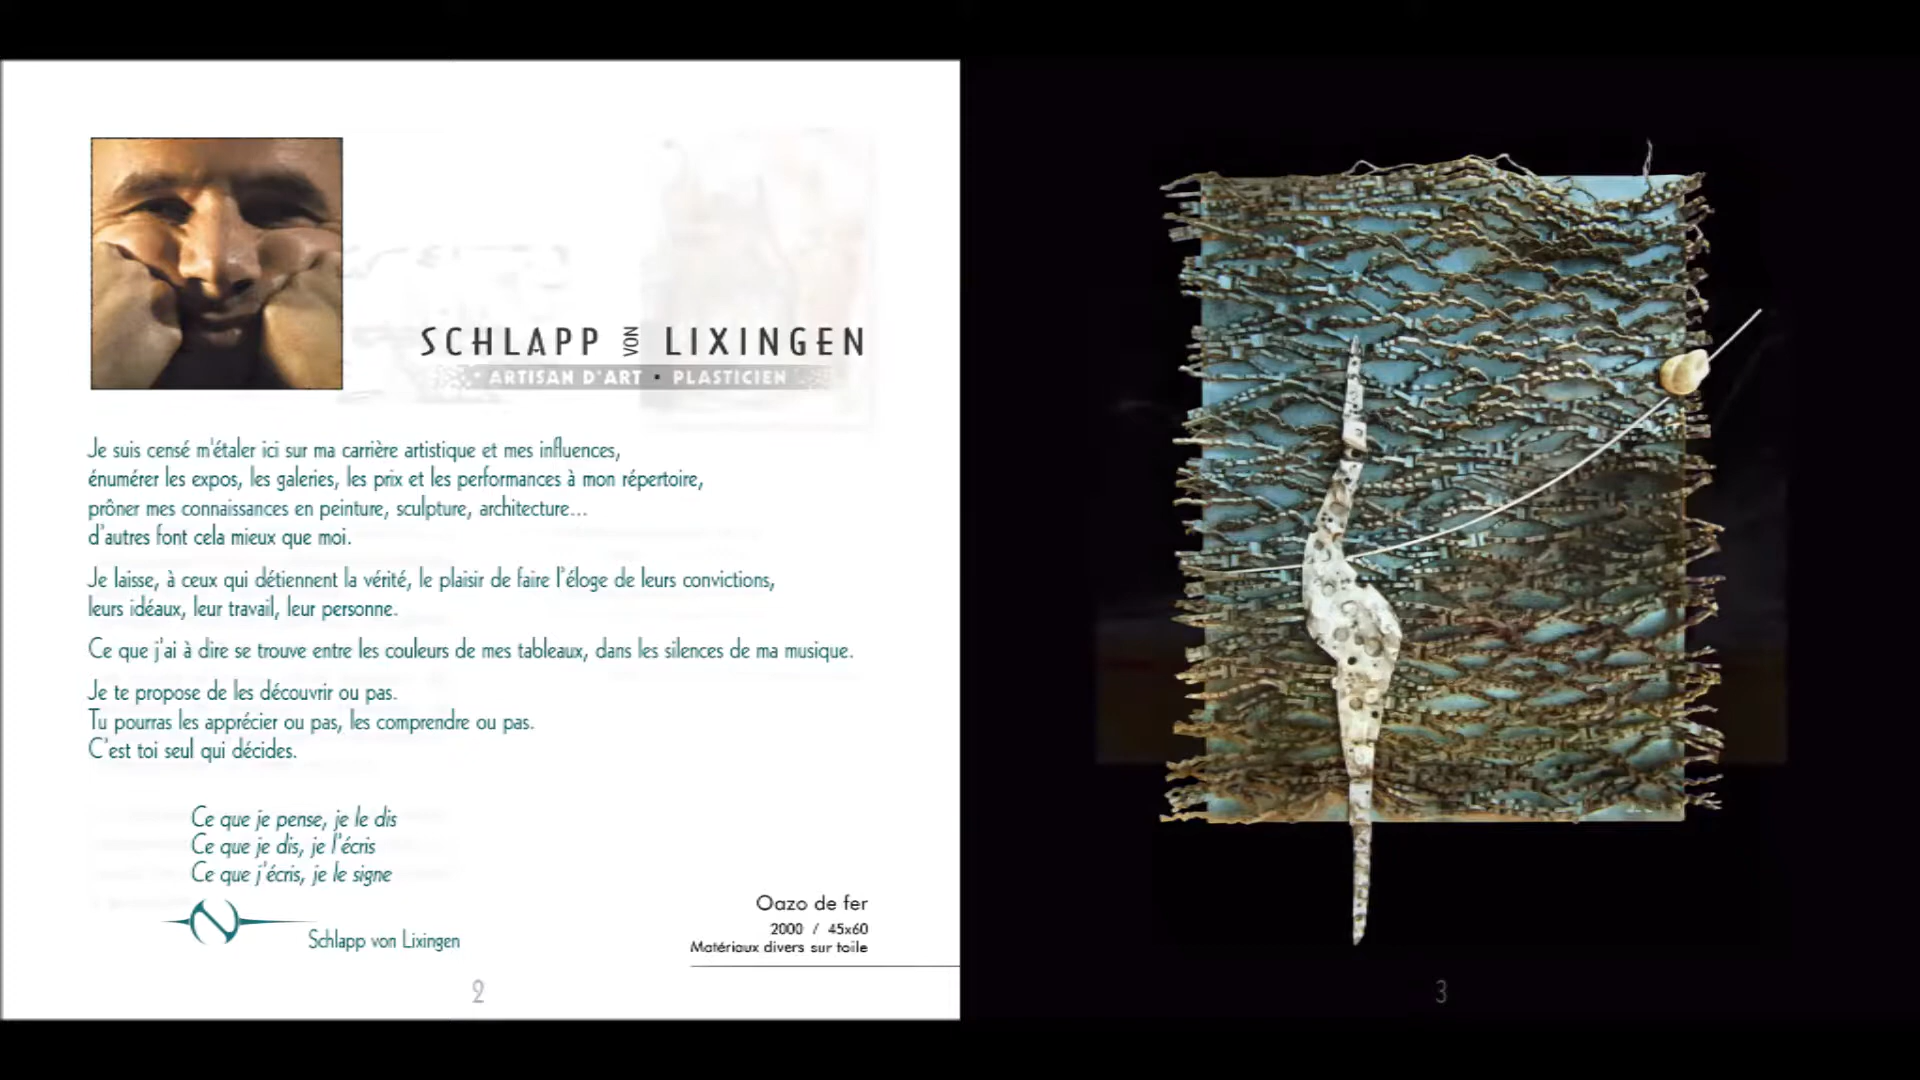 SCHLAPP VON LIXINGEN
ARTISAN D'ART • PLASTICIEN
Je suis censé m'étaler ici sur ma carrière artistique et mes influences,
énumérer les expos, les galeries, les prix et les performances à mon répertoire,
prôner mes connaissances en peinture, sculpture, architecture...
d'autres font cela mieux que moi.
Je laisse, à ceux qui détiennent la vérité, le plaisir de faire l'éloge de leurs convictions,
leurs idéaux, leur travail, leur personne.
Ce que j'ai à dire se trouve entre les couleurs de mes tableaux, dans les silences de ma musique.
Je te propose de les découvrir ou pas.
Tu pourras les apprécier ou pas, les comprendre ou pas.
C'est toi seul qui décides.
Ce que je pense, je le dis
Ce que je dis, je l'écris
Ce que j'écris, je le signe
Schlapp von Lixingen
Oazo de fer
2000 / 45x60
Matériaux divers sur toile
2
3